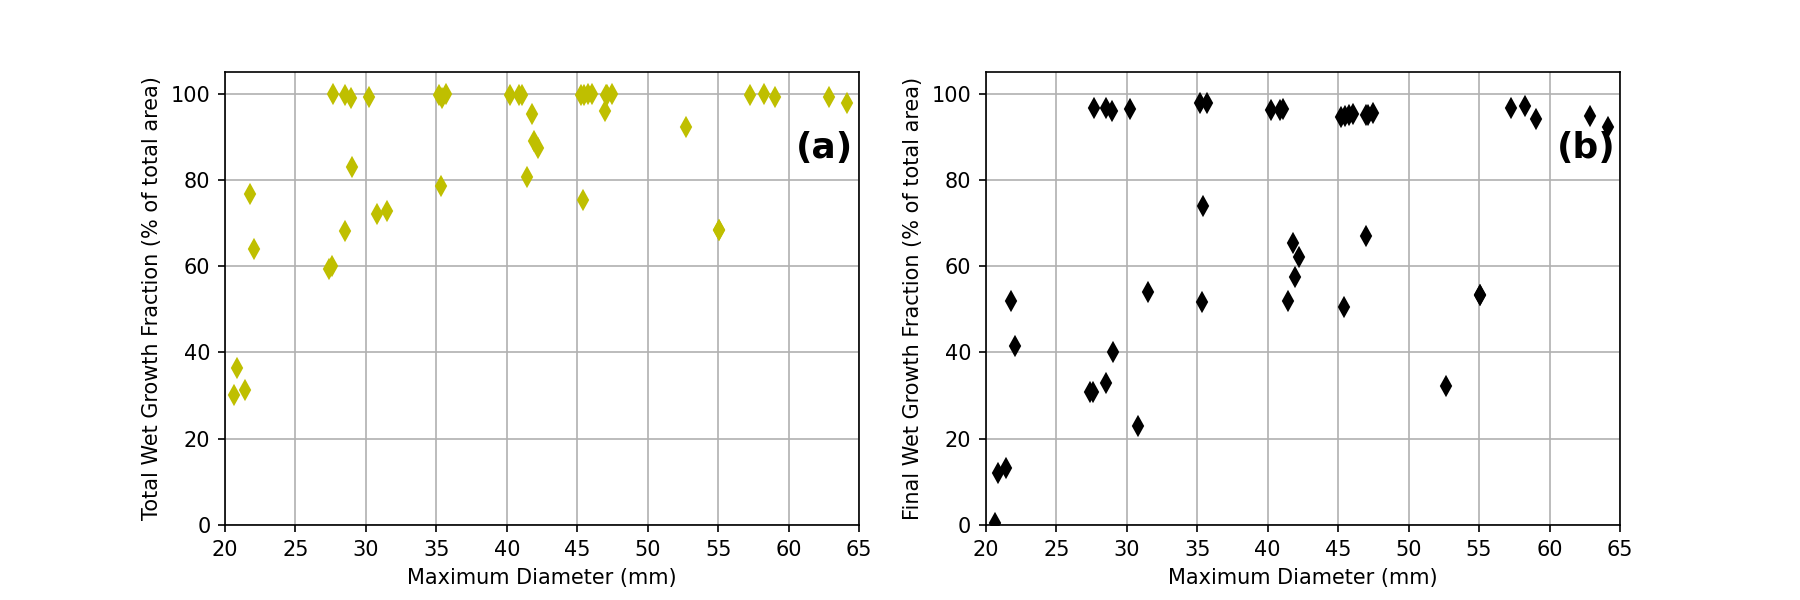 Total Wet Growth Fraction (% of total area)
100
80
60
40
20
0
(a)
20 25 30 35 40 45 50 55 60 65
Maximum Diameter (mm)
Final Wet Growth Fraction (% of total area)
100
80
60
40
20
0
(b)
20 25 30 35 40 45 50 55 60 65
Maximum Diameter (mm)